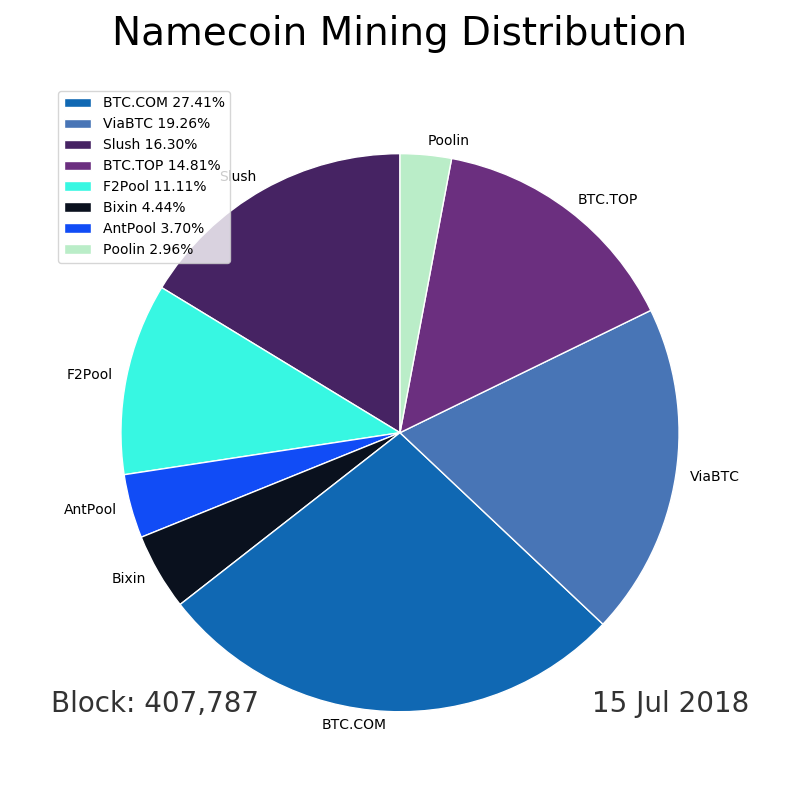 Namecoin Mining Distribution
BTC.COM 27.41%
ViaBTC 19.26%
Slush 16.30%
BTC.TOP 14.81%
F2Pool 11.11%
Bixin 4.44%
AntPool 3.70%
Poolin 2.96%
Poolin
Slush
BTC.TOP
F2Pool
ViaBTC
AntPool
Bixin
Block: 407,787
15 Jul 2018
BTC.COM